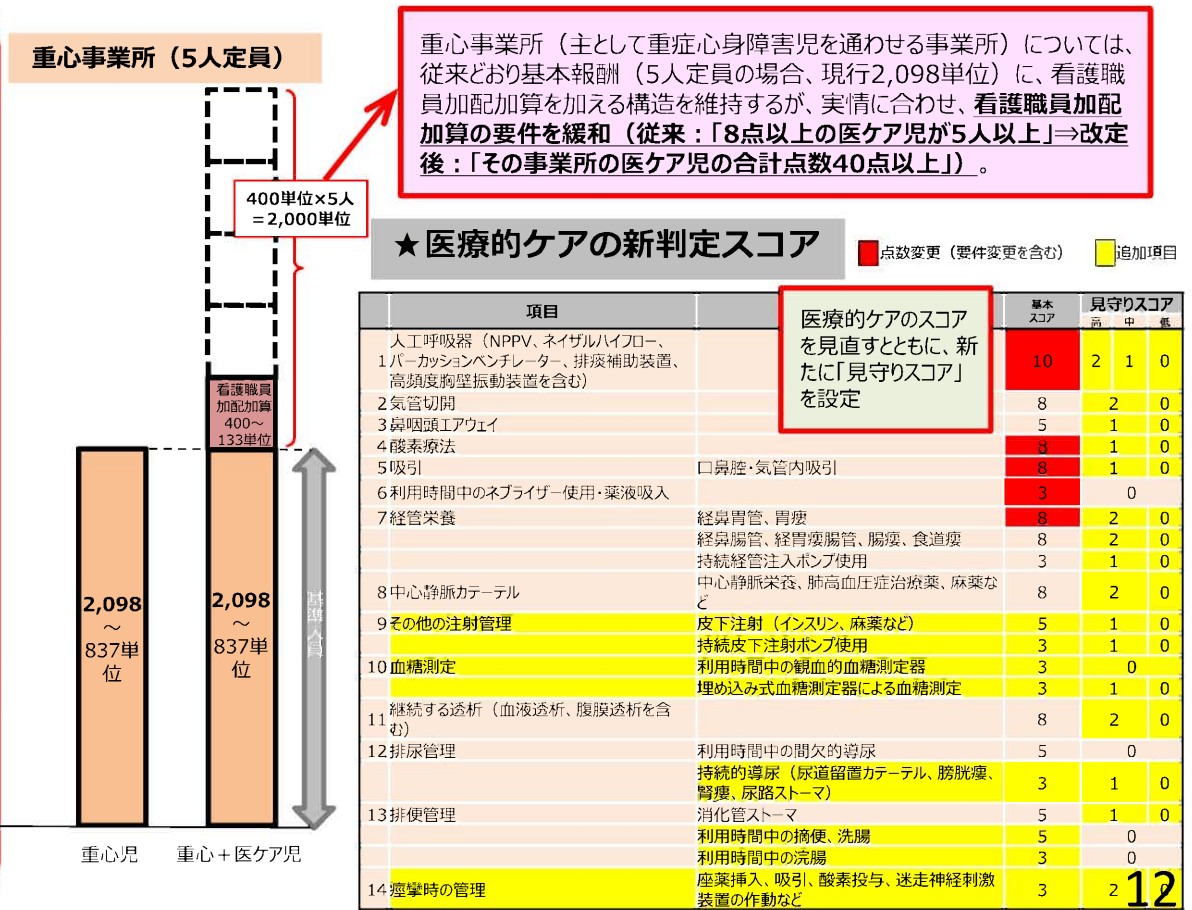 重心事業所（5人定員）
重心事業所（主として重症心身障害児を通わせる事業所）については、
従来どおり基本報酬（5人定員の場合、現行2,098単位）に、看護職
員加配加算を加える構造を維持するが、実情に合わせ、看護職員加配
加算の要件を緩和（従来：「8点以上の医ケア児が5人以上」⇒改定
後：「その事業所の医ケア児の合計点数40点以上」）。
400単位×5人
＝2,000単位
看護職員
加配加算
400～
133単位
2,098
～
837単
位
2,098
～
837単
位
基準人員
重心児
重心＋医ケア児
★医療的ケアの新判定スコア
点数変更（要件変更を含む）
追加項目
医療的ケアのスコア
を見直すとともに、新
たに「見守りスコア」
を設定
項目 基本スコア 見守りスコア
高 中 低
人工呼吸器（NPPV、ネイザルハイフロー、
1 パーカッションベンチレーター、排痰補助装置、 10 2 1 0
高頻度胸壁振動装置を含む）
2 気管切開 8 2 0
3 鼻咽頭エアウェイ 5 1 0
4 酸素療法 8 1 0
5 吸引 口鼻腔・気管内吸引 8 1 0
6 利用時間中のネブライザー使用・薬液吸入 3 0
7 経管栄養 経鼻胃管、胃瘻 8 2 0
経鼻腸管、経胃瘻腸管、腸瘻、食道瘻 8 2 0
持続経管注入ポンプ使用 3 1 0
8 中心静脈カテーテル 中心静脈栄養、肺高血圧症治療薬、麻薬な 8 2 0
ど
9 その他の注射管理 皮下注射（インスリン、麻薬など） 5 1 0
持続皮下注射ポンプ使用 3 1 0
10 血糖測定 利用時間中の観血的血糖測定器 3 0
埋め込み式血糖測定器による血糖測定 3 1 0
11 継続する透析（血液透析、腹膜透析を含 8 2 0
む）
12 排尿管理 利用時間中の間欠的導尿 5 0
持続的導尿（尿道留置カテーテル、膀胱瘻、 3 1 0
腎瘻、尿路ストーマ）
13 排便管理 消化管ストーマ 5 1 0
利用時間中の摘便、洗腸 5 0
利用時間中の浣腸 3 0
14 痙攣時の管理 座薬挿入、吸引、酸素投与、迷走神経刺激 3 2 0
装置の作動など
12